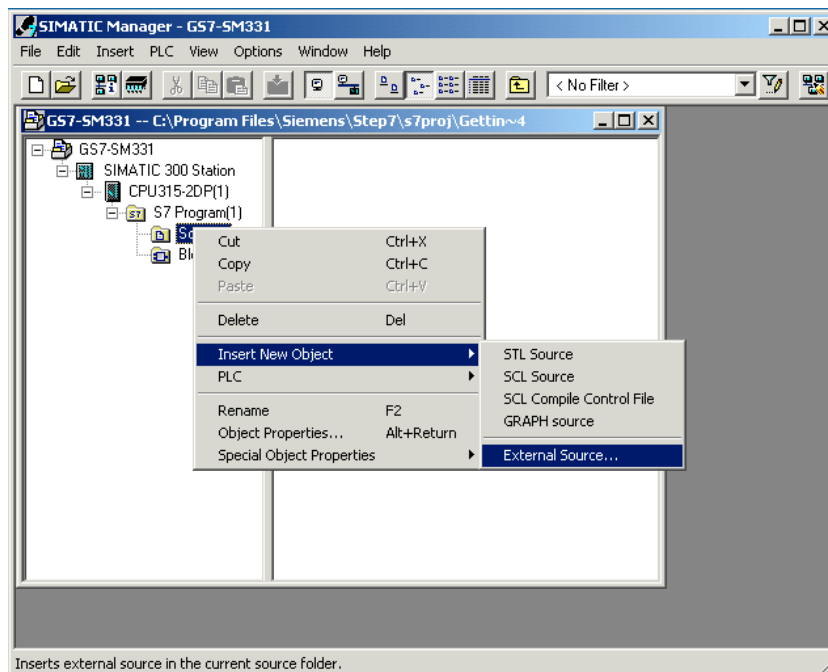 SIMATIC Manager - GS7-SM331
File Edit Insert PLC View Options Window Help
< No Filter >
GS7-SM331 -- C:\Program Files\Siemens\Step7\s7proj\Gettin~4
GS7-SM331
SIMATIC 300 Station
CPU315-2DP(1)
S7 Program(1)
Cut Ctrl+X
Copy Ctrl+C
Paste Ctrl+V
Delete Del
Insert New Object
PLC
Rename F2
Object Properties... Alt+Return
Special Object Properties
STL Source
SCL Source
SCL Compile Control File
GRAPH source
External Source...
Inserts external source in the current source folder.